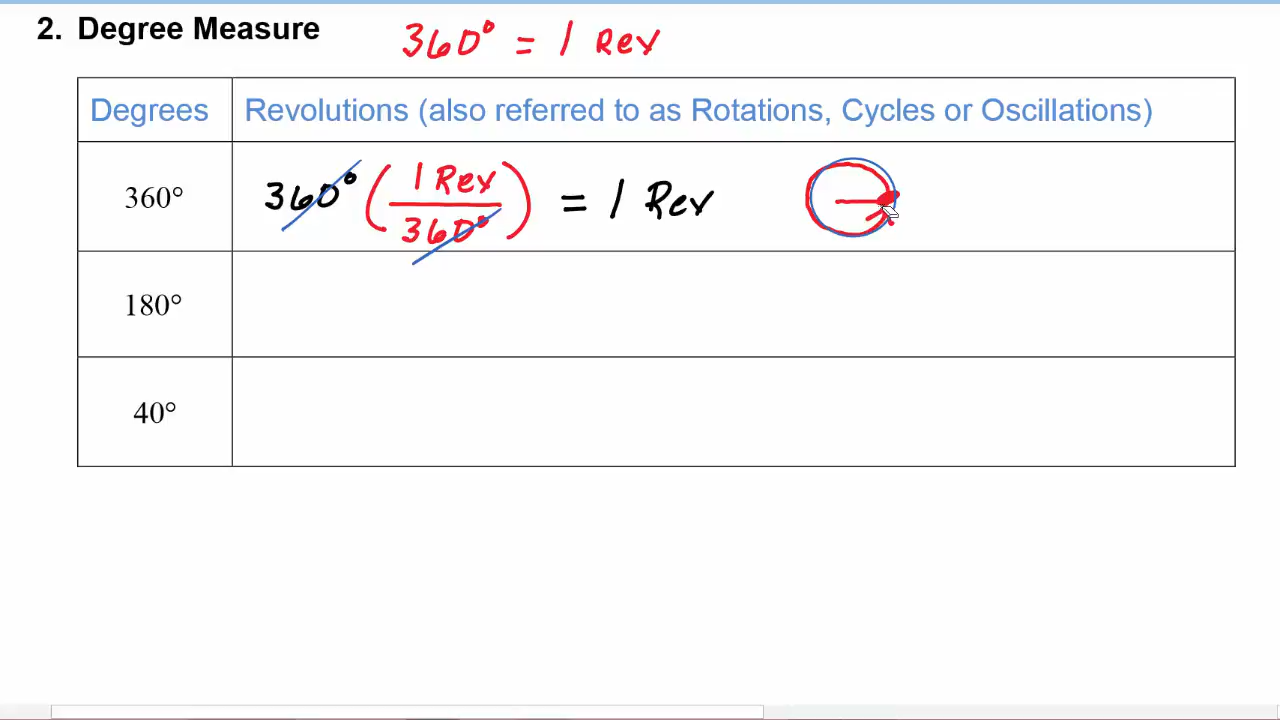 2. Degree Measure 360° = 1 Rev
Degrees Revolutions (also referred to as Rotations, Cycles or Oscillations)
360° 360° ( 1 Rev / 360° ) = 1 Rev
180°
40°